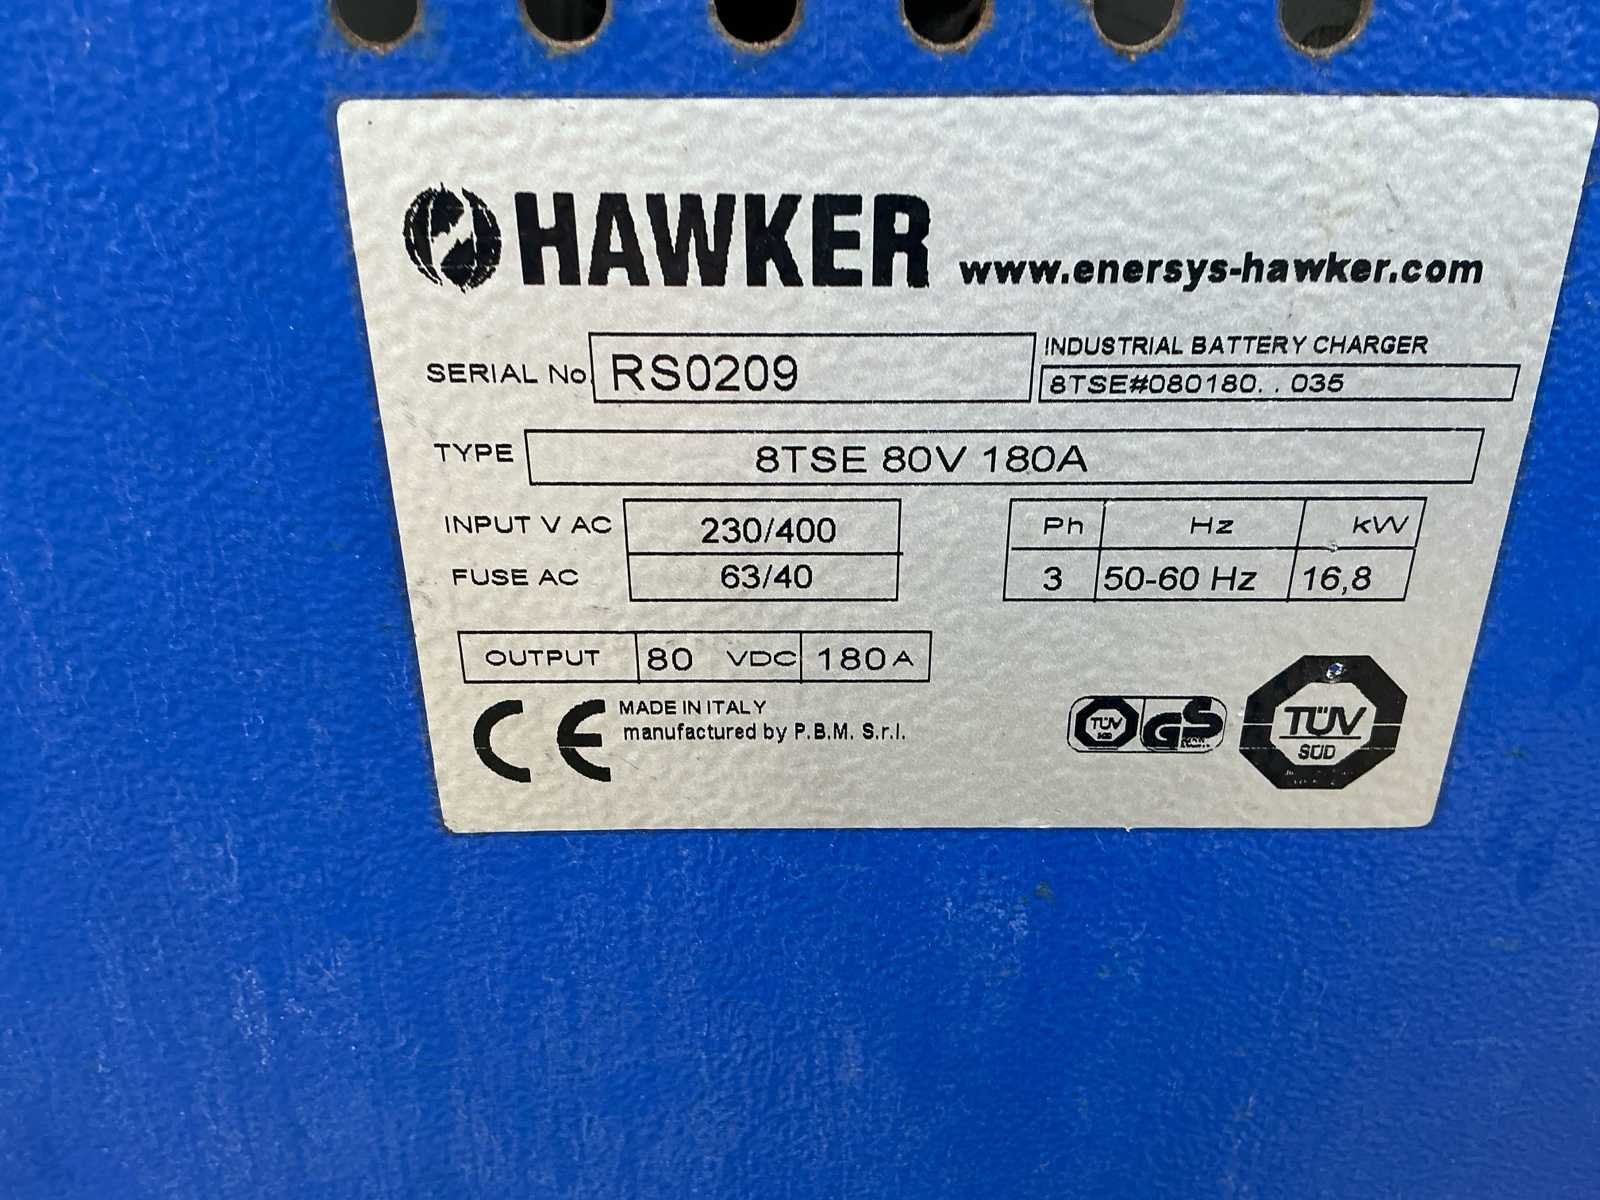 HAWKER www.enersys-hawker.com
SERIAL No. RS0209 INDUSTRIAL BATTERY CHARGER
8TSE#080180..035
TYPE 8TSE 80V 180A
INPUT V AC 230/400 Ph Hz kW
FUSE AC 63/40 3 50-60 Hz 16,8
OUTPUT 80 VDC 180 A
CE MADE IN ITALY
manufactured by P.B.M. S.r.l.
TÜV GS TÜV
SÜD